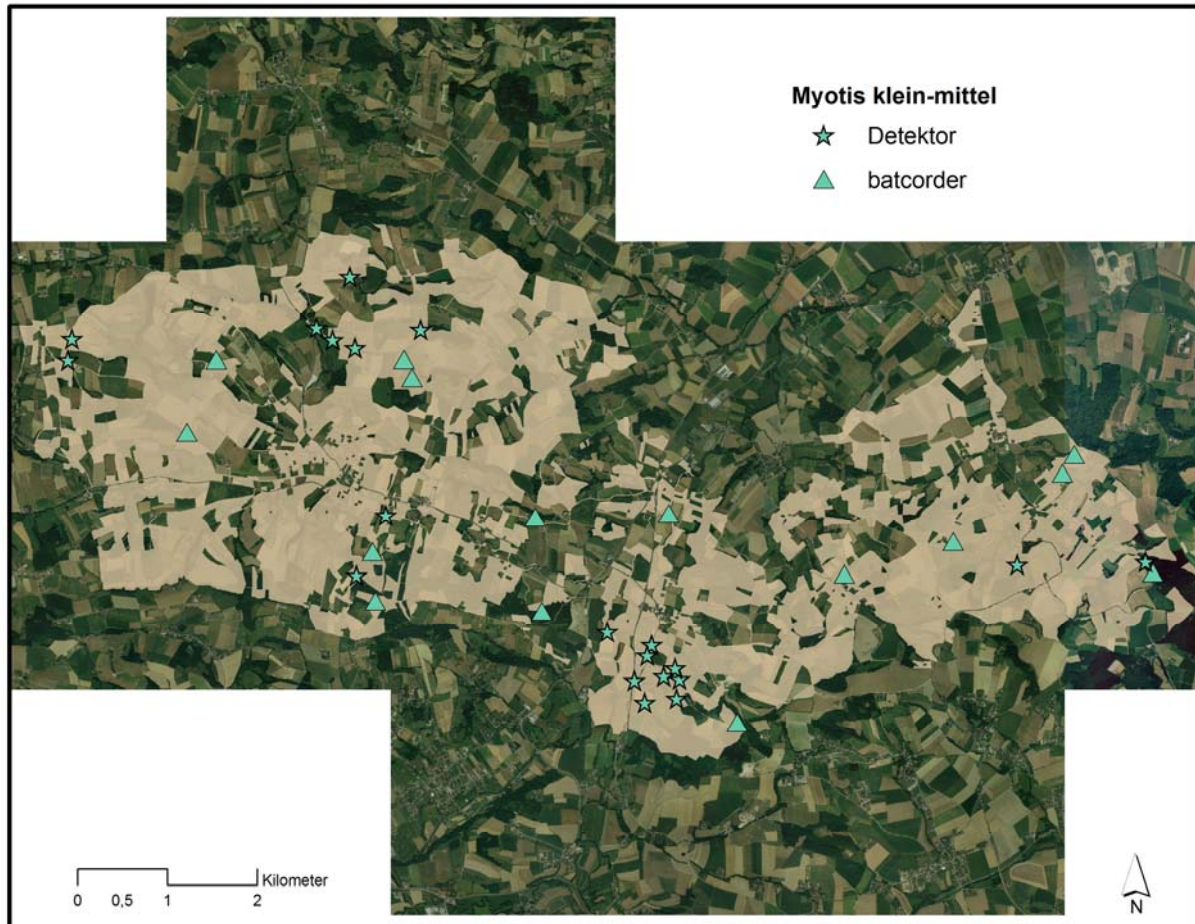 Myotis klein-mittel
Detektor
batcorder
Kilometer
0 0,5 1 2
N